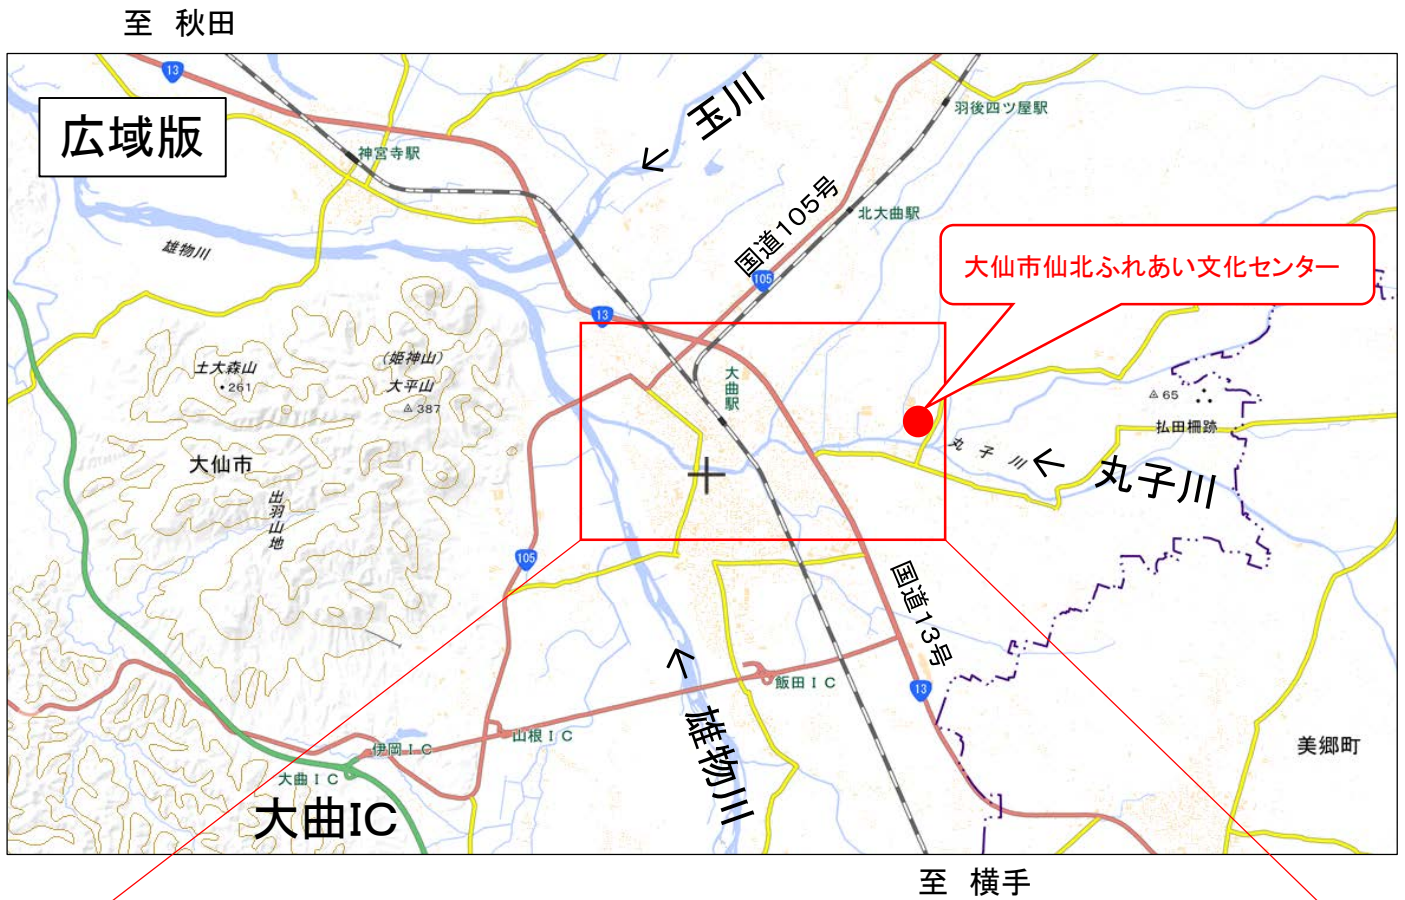 至 秋田
13
広域版
神宮寺駅
玉川
←
羽後四ツ屋駅
北大曲駅
国道105号
105
雄物川
大仙市仙北ふれあい文化センター
13
土大森山
・261
(姫神山)
大平山
387
大曲駅
65
払田柵跡
大仙市
出羽山地
丸子川
←
丸子川
105
国道13号
飯田IC
13
↑
雄物川
山根IC
伊岡IC
大曲IC
大曲IC
美郷町
至 横手